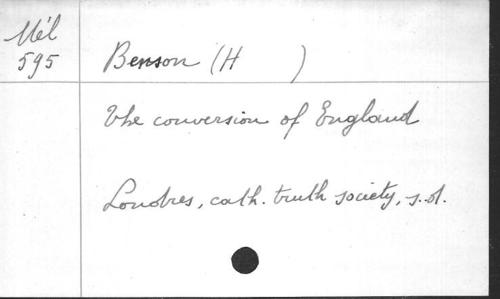 Mél
595
Benson (H )
The conversion of England
Londres, cath. truth society, s.d.